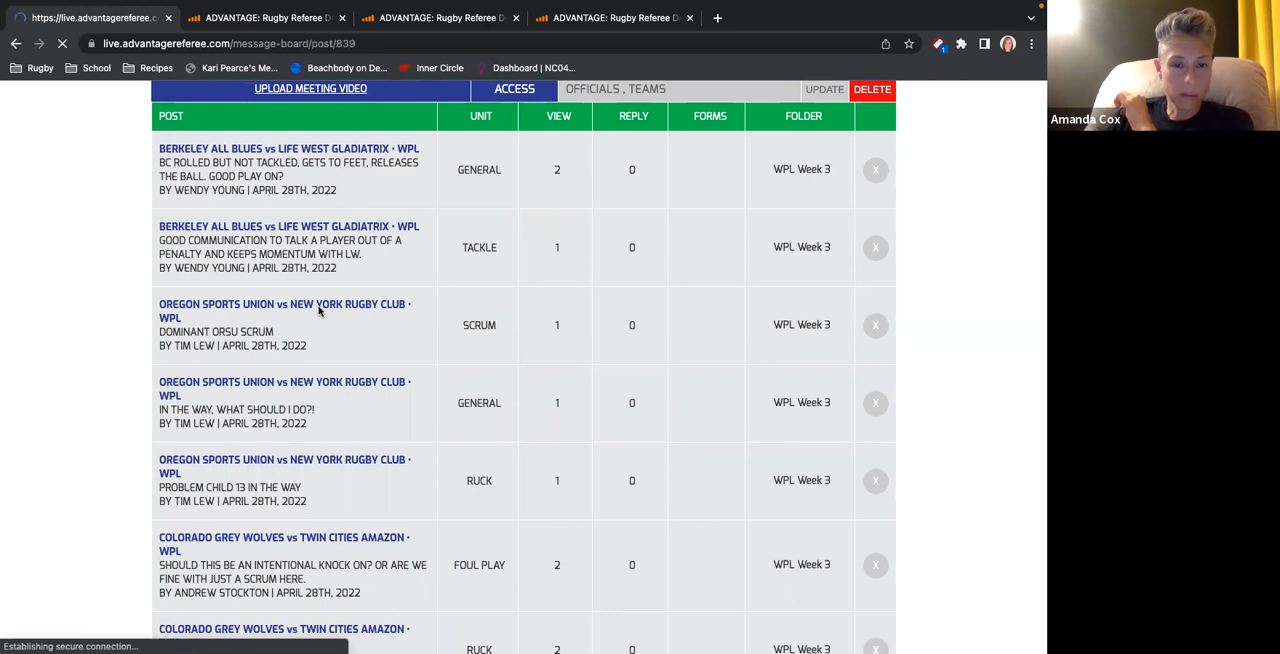 https://live.advantagereferee.c
ADVANTAGE: Rugby Referee D
ADVANTAGE: Rugby Referee D
ADVANTAGE: Rugby Referee D
live.advantagereferee.com/message-board/post/839
1
Rugby
School
Recipes
Kari Pearce's Me...
Beachbody on De...
Inner Circle
Dashboard | NC04...
UPLOAD MEETING VIDEO
ACCESS
OFFICIALS , TEAMS
UPDATE
DELETE
POST
UNIT
VIEW
REPLY
FORMS
FOLDER
BERKELEY ALL BLUES vs LIFE WEST GLADIATRIX · WPL
BC ROLLED BUT NOT TACKLED, GETS TO FEET, RELEASES
THE BALL. GOOD PLAY ON?
BY WENDY YOUNG | APRIL 28TH, 2022
GENERAL
2
0
WPL Week 3
X
BERKELEY ALL BLUES vs LIFE WEST GLADIATRIX · WPL
GOOD COMMUNICATION TO TALK A PLAYER OUT OF A
PENALTY AND KEEPS MOMENTUM WITH LW.
BY WENDY YOUNG | APRIL 28TH, 2022
TACKLE
1
0
WPL Week 3
X
OREGON SPORTS UNION vs NEW YORK RUGBY CLUB ·
WPL
DOMINANT ORSU SCRUM
BY TIM LEW | APRIL 28TH, 2022
SCRUM
1
0
WPL Week 3
X
OREGON SPORTS UNION vs NEW YORK RUGBY CLUB ·
WPL
IN THE WAY, WHAT SHOULD I DO?!
BY TIM LEW | APRIL 28TH, 2022
GENERAL
1
0
WPL Week 3
X
OREGON SPORTS UNION vs NEW YORK RUGBY CLUB ·
WPL
PROBLEM CHILD 13 IN THE WAY
BY TIM LEW | APRIL 28TH, 2022
RUCK
1
0
WPL Week 3
X
COLORADO GREY WOLVES vs TWIN CITIES AMAZON ·
WPL
SHOULD THIS BE AN INTENTIONAL KNOCK ON? OR ARE WE
FINE WITH JUST A SCRUM HERE.
BY ANDREW STOCKTON | APRIL 28TH, 2022
FOUL PLAY
2
0
WPL Week 3
X
COLORADO GREY WOLVES vs TWIN CITIES AMAZON ·
RUCK
2
0
WPL Week 3
X
Establishing secure connection...
Amanda Cox